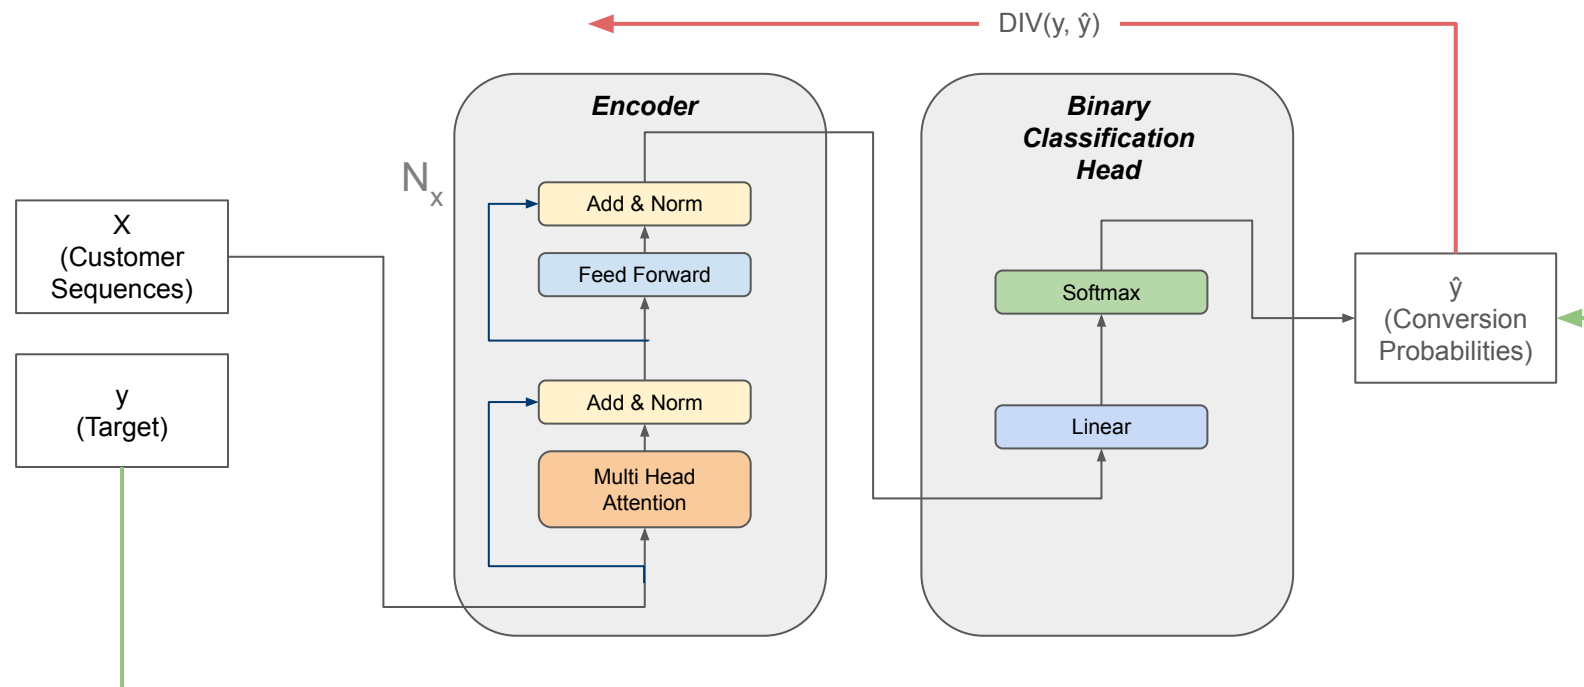 DIV(y, ŷ)
Encoder
N
x
Add & Norm
Feed Forward
Add & Norm
Multi Head
Attention
Binary
Classification
Head
Softmax
Linear
X
(Customer
Sequences)
y
(Target)
ŷ
(Conversion
Probabilities)